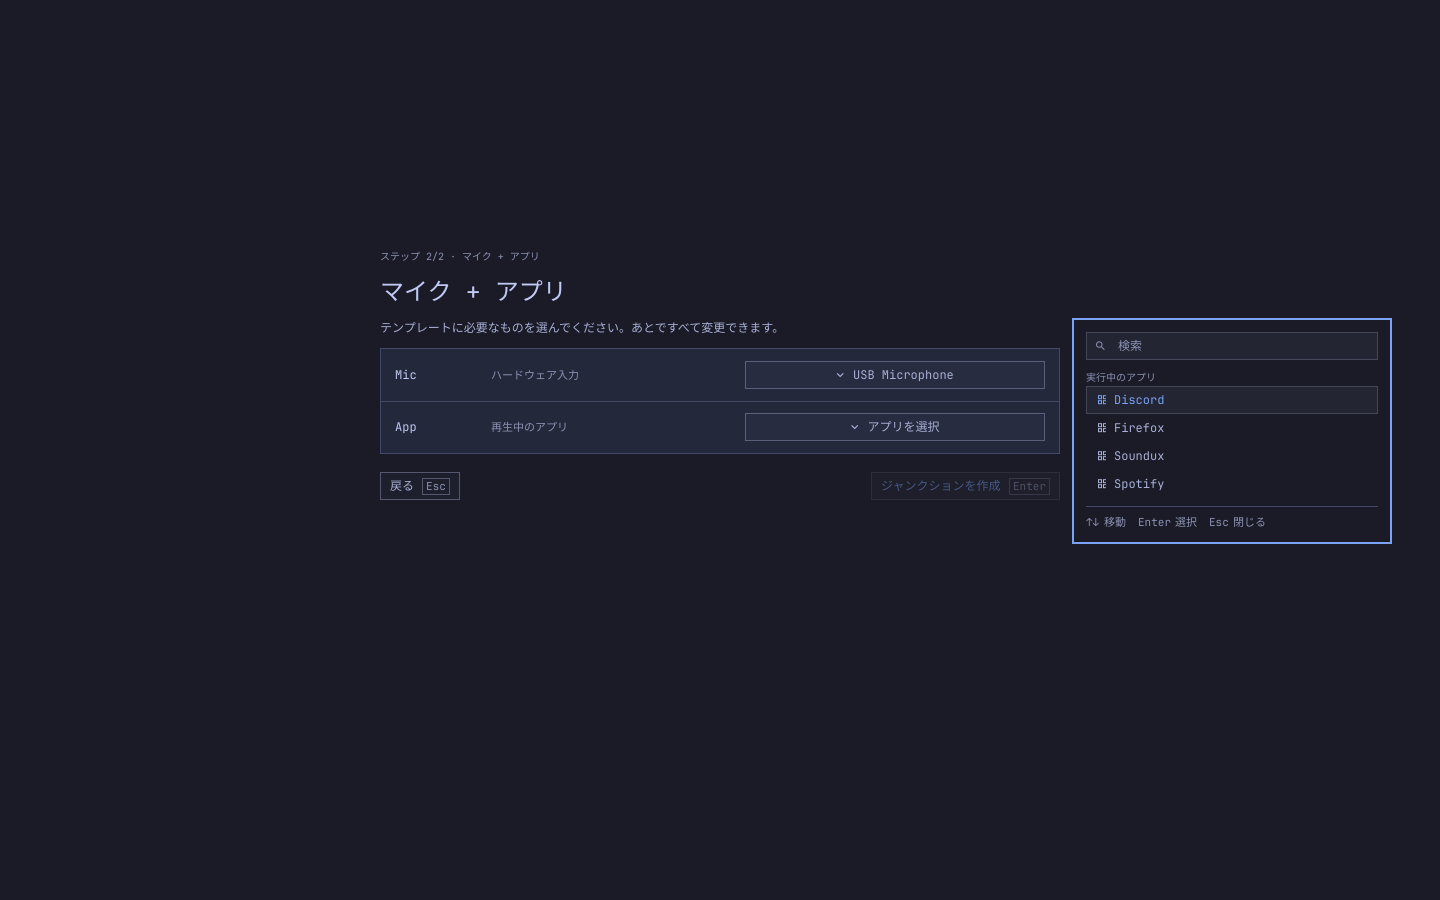 ステップ 2/2 · マイク + アプリ
マイク + アプリ
テンプレートに必要なものを選んでください。あとですべて変更できます。
Mic ハードウェア入力 USB Microphone
App 再生中のアプリ アプリを選択
戻る Esc ジャンクションを作成 Enter
検索
実行中のアプリ
Discord
Firefox
Soundux
Spotify
↑↓ 移動 Enter 選択 Esc 閉じる